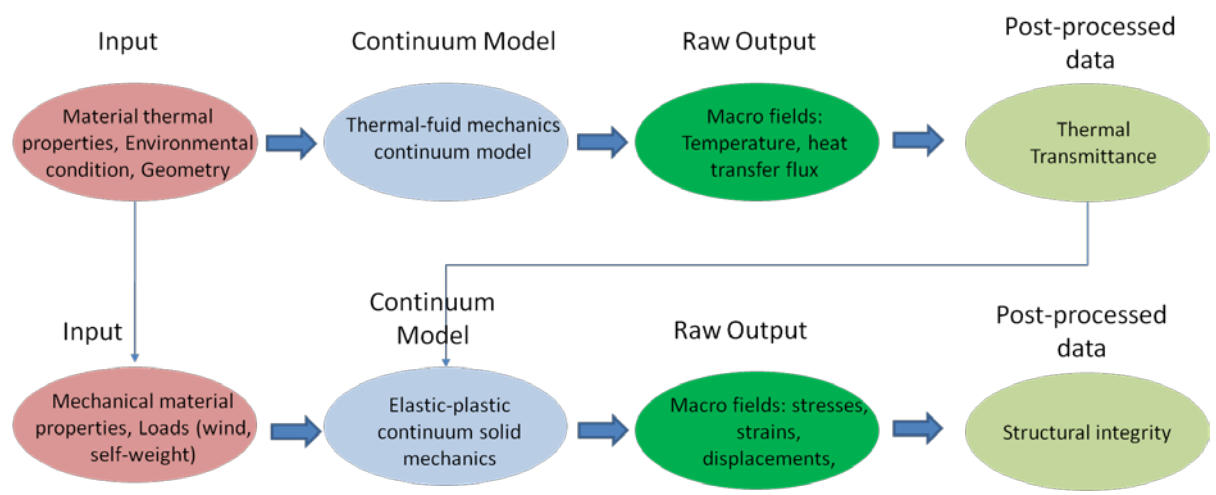 Input
Continuum Model
Raw Output
Post-processed
data
Material thermal
properties, Environmental
condition, Geometry
Thermal-fuid mechanics
continuum model
Macro fields:
Temperature, heat
transfer flux
Thermal
Transmittance
Input
Continuum
Model
Raw Output
Post-processed
data
Mechanical material
properties, Loads (wind,
self-weight)
Elastic-plastic
continuum solid
mechanics
Macro fields: stresses,
strains,
displacements,
Structural integrity